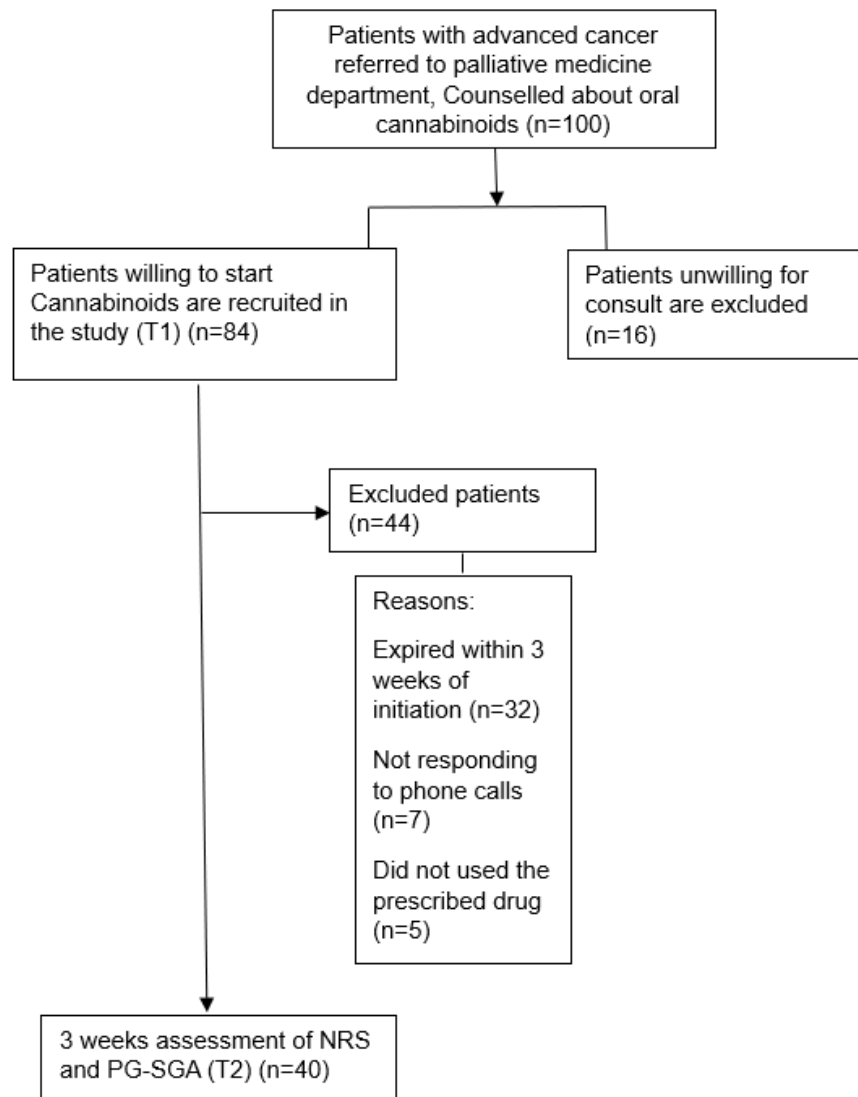 Patients with advanced cancer
referred to palliative medicine
department, Counselled about oral
cannabinoids (n=100)
Patients willing to start
Cannabinoids are recruited in
the study (T1) (n=84)
Patients unwilling for
consult are excluded
(n=16)
Excluded patients
(n=44)
Reasons:
Expired within 3
weeks of
initiation (n=32)
Not responding
to phone calls
(n=7)
Did not used the
prescribed drug
(n=5)
3 weeks assessment of NRS
and PG-SGA (T2) (n=40)